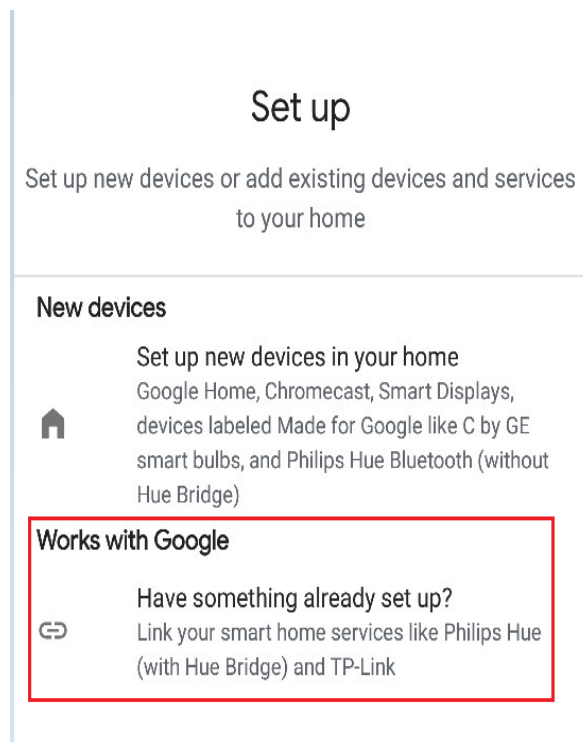 Set up
Set up new devices or add existing devices and services
to your home
New devices
Set up new devices in your home
Google Home, Chromecast, Smart Displays,
devices labeled Made for Google like C by GE
smart bulbs, and Philips Hue Bluetooth (without
Hue Bridge)
Works with Google
Have something already set up?
Link your smart home services like Philips Hue
(with Hue Bridge) and TP-Link